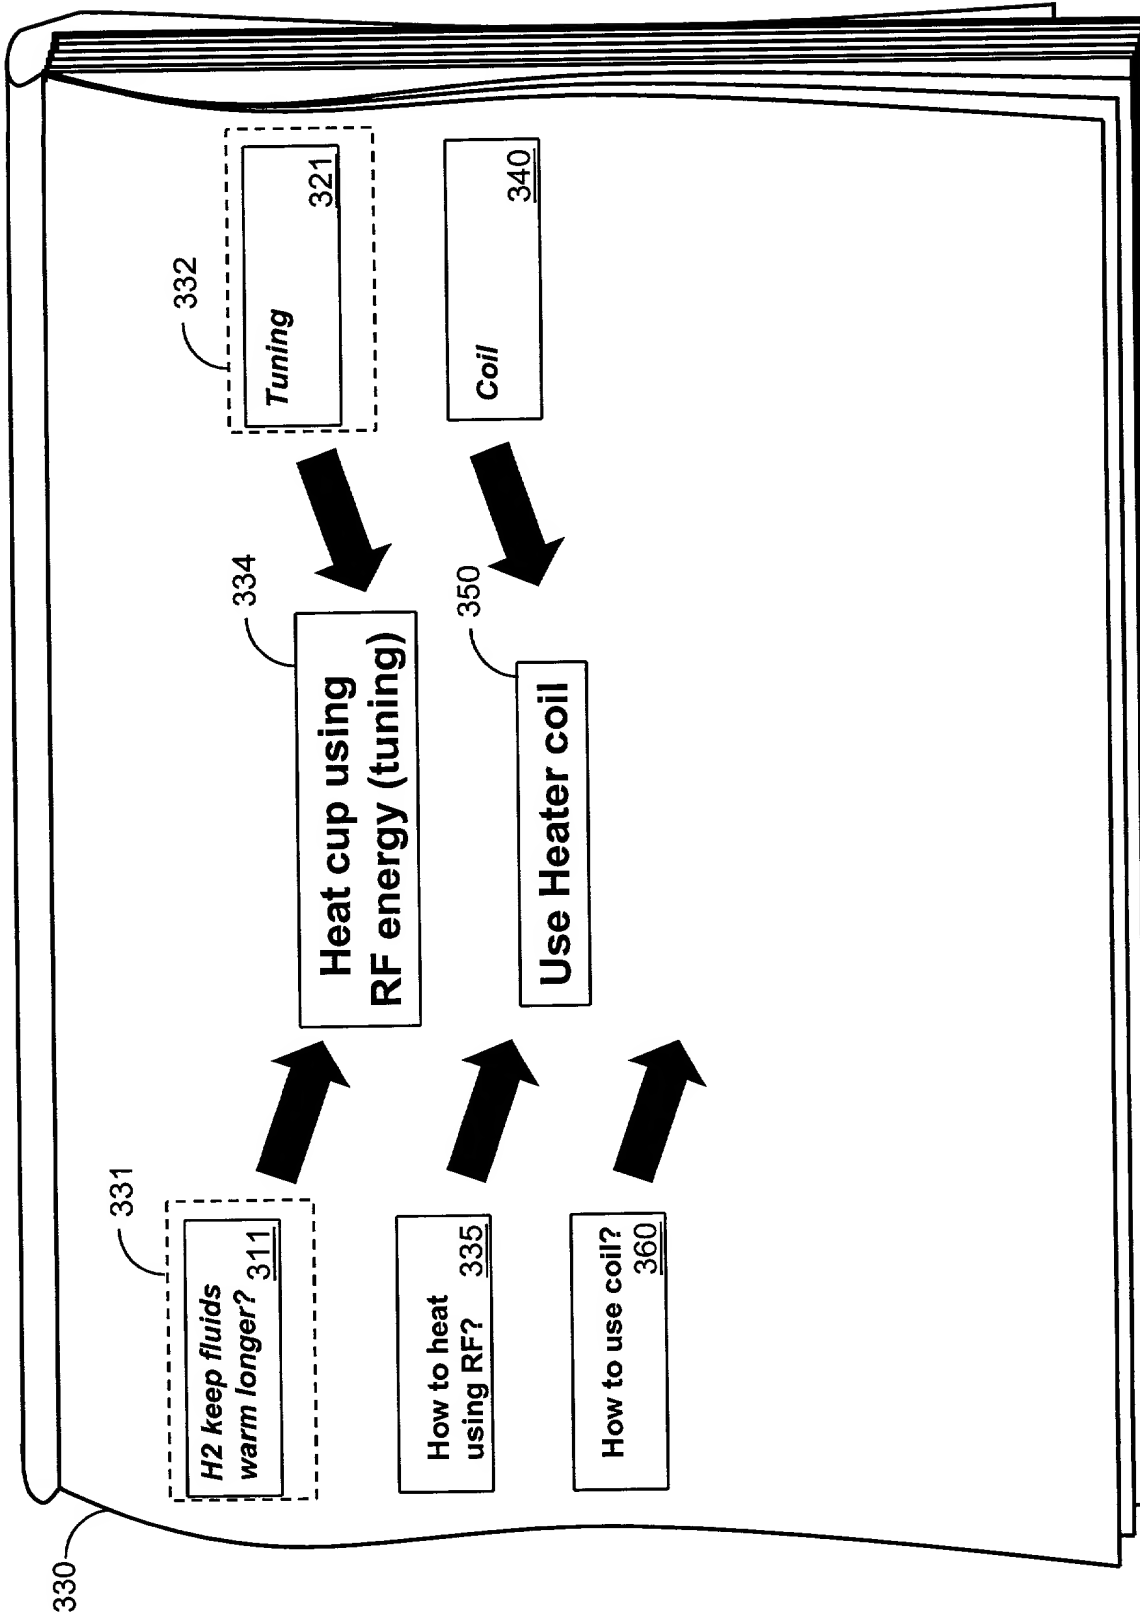 330
331
H2 keep fluids
warm longer? 311
How to heat
using RF? 335
How to use coil?
360
334
Heat cup using
RF energy (tuning)
350
Use Heater coil
332
Tuning
321
Coil
340